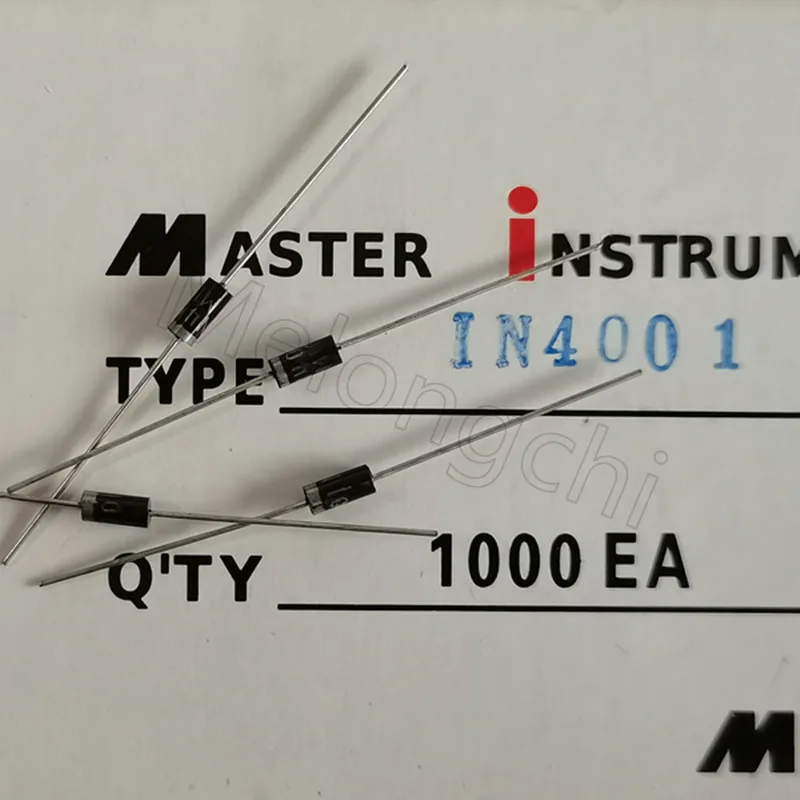 MASTER iNSTRUM
TYPE IN4001
Melongchi
Q'TY 1000 EA
M